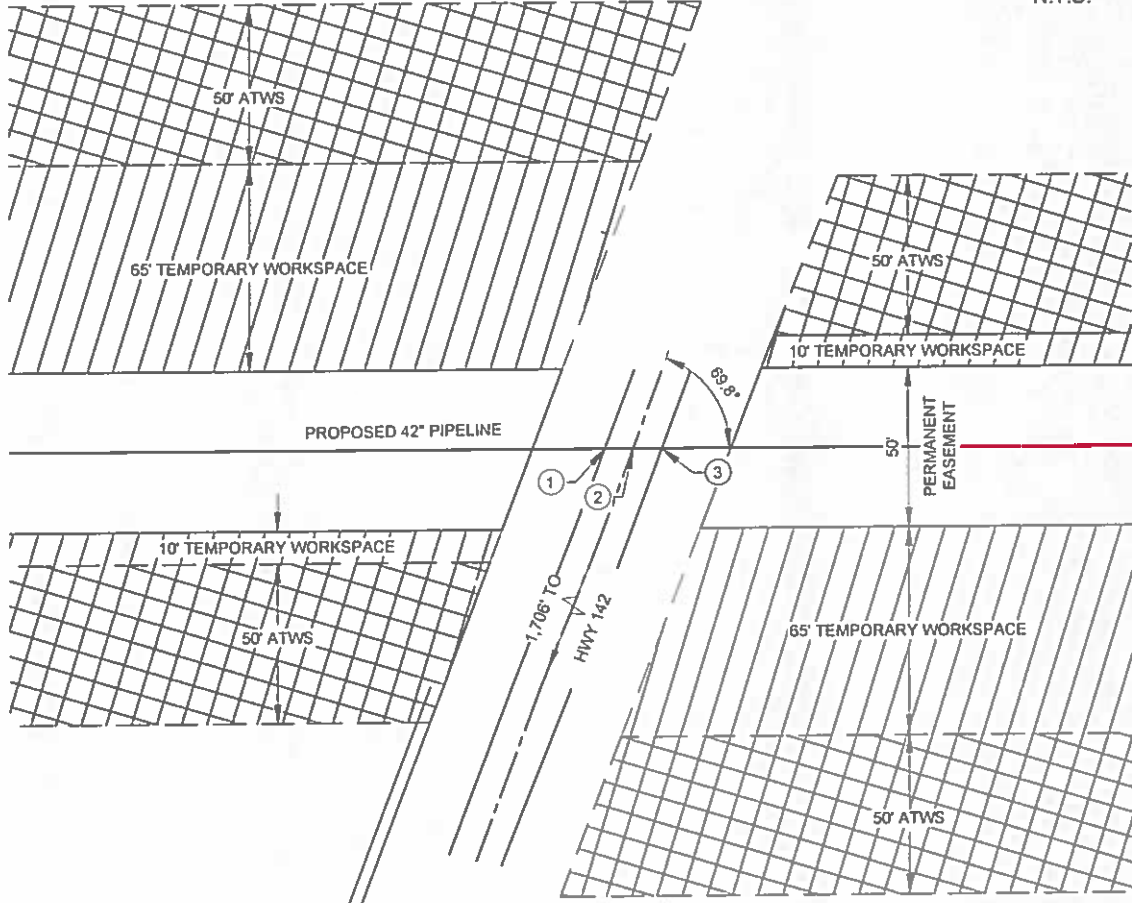 N.T.S.
50' ATWS
65' TEMPORARY WORKSPACE
50' ATWS
10' TEMPORARY WORKSPACE
69.8°
PROPOSED 42" PIPELINE
50'
PERMANENT
EASEMENT
1
2
3
10' TEMPORARY WORKSPACE
50' ATWS
1,706' TO
HWY 142
65' TEMPORARY WORKSPACE
50' ATWS